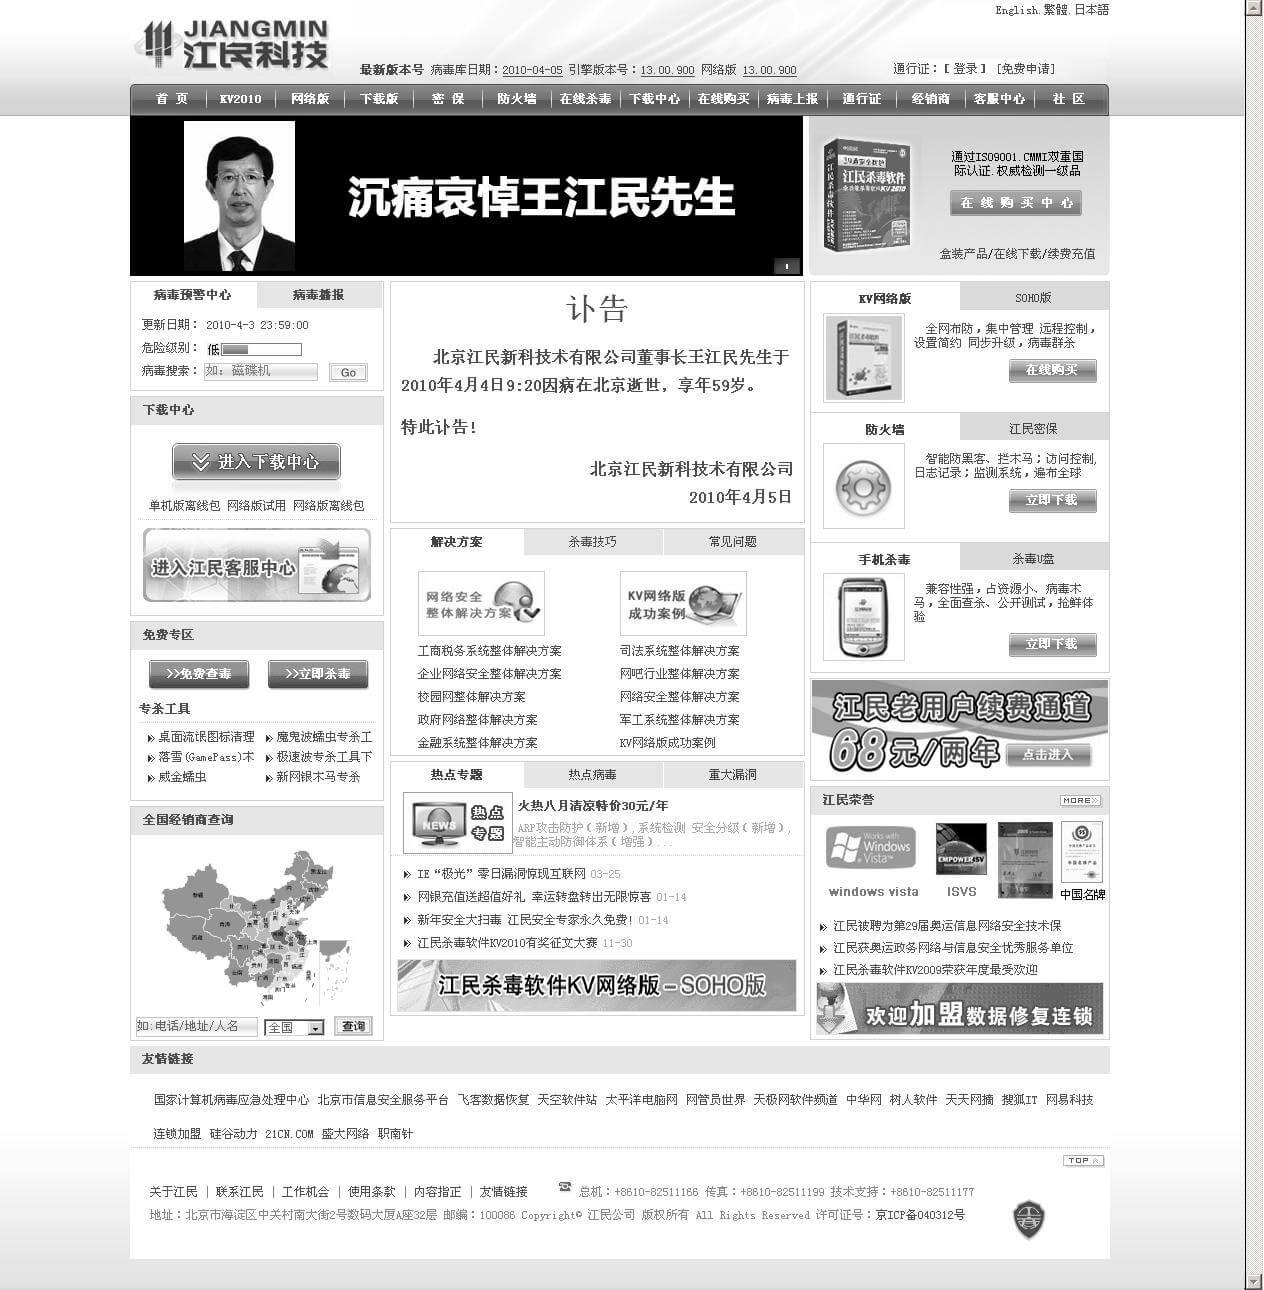 English.繁體.日本語
JIANGMIN
江民科技
最新版本号 病毒库日期：2010-04-05 引擎版本号：13.00.900 网络版 13.00.900
通行证：[ 登录 ] [免费申请]
首 页 KV2010 网络版 下载版 密 保 防火墙 在线杀毒 下载中心 在线购买 病毒上报 通行证 经销商 客服中心 社 区
沉痛哀悼王江民先生
江民杀毒软件
KV2010
通过ISO9001.CMMI双重国
际认证.权威检测一级品
在 线 购 买 中 心
盒装产品/在线下载/续费充值
病毒预警中心 病毒播报
更新日期： 2010-4-3 23:59:00
危险级别： 低
病毒搜索： 如：磁碟机 Go
下载中心
进入下载中心
单机版离线包 网络版试用 网络版离线包
进入江民客服中心
免费专区
>>免费查毒 >>立即杀毒
专杀工具
桌面流氓图标清理 魔鬼波蠕虫专杀工
落雪(GamePass)木 极速波专杀工具下
威金蠕虫 新网银木马专杀
全国经销商查询
如:电话/地址/人名 全国 查询
讣告
北京江民新科技术有限公司董事长王江民先生于
2010年4月4日9:20因病在北京逝世，享年59岁。
特此讣告!
北京江民新科技术有限公司
2010年4月5日
解决方案 杀毒技巧 常见问题
网络安全
整体解决方案
KV网络版
成功案例
工商税务系统整体解决方案 司法系统整体解决方案
企业网络安全整体解决方案 网吧行业整体解决方案
校园网整体解决方案 网络安全整体解决方案
政府网络整体解决方案 军工系统整体解决方案
金融系统整体解决方案 KV网络版成功案例
热点专题 热点病毒 重大漏洞
NEWS 热点专题
火热八月清凉特价30元/年
ARP攻击防护（新增）,系统检测 安全分级（新增）,
智能主动防御体系（增强）...
IE“极光”零日漏洞惊现互联网 03-25
网银充值送超值好礼 幸运转盘转出无限惊喜 01-14
新年安全大扫毒 江民安全专家永久免费! 01-14
江民杀毒软件KV2010有奖征文大赛 11-30
江民杀毒软件KV网络版－SOHO版
KV网络版 SOHO版
全网布防，集中管理 远程控制，
设置简约 同步升级，病毒群杀
在线购买
防火墙 江民密保
智能防黑客、拦木马；访问控制，
日志记录；监测系统，遍布全球
立即下载
手机杀毒 杀毒U盘
兼容性强，占资源小、病毒木
马，全面查杀、公开测试，抢鲜体
验
立即下载
江民老用户续费通道
68元/两年 点击进入
江民荣誉 MORE
Works with
Windows
Vista
EMPOWER ISV
2005
windows vista ISVS 中国名牌
江民被聘为第29届奥运信息网络安全技术保
江民获奥运政务网络与信息安全优秀服务单位
江民杀毒软件KV2009荣获年度最受欢迎
欢迎加盟数据修复连锁
友情链接
国家计算机病毒应急处理中心 北京市信息安全服务平台 飞客数据恢复 天空软件站 太平洋电脑网 网管员世界 天极网软件频道 中华网 树人软件 天天网摘 搜狐IT 网易科技
连锁加盟 硅谷动力 21CN.COM 盛大网络 职南针
TOP
关于江民 | 联系江民 | 工作机会 | 使用条款 | 内容指正 | 友情链接 总机：+8610-82511166 传真：+8610-82511199 技术支持：+8610-82511177
地址：北京市海淀区中关村南大街2号数码大厦A座32层 邮编：100086 Copyright© 江民公司 版权所有 All Rights Reserved 许可证号：京ICP备040312号